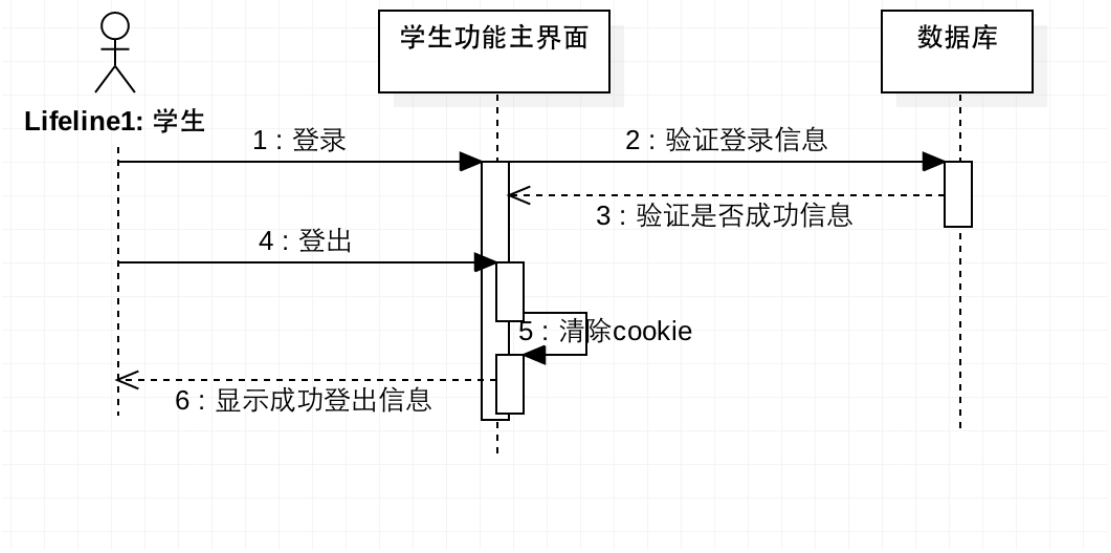 学生功能主界面
数据库
Lifeline1: 学生
1 : 登录
2 : 验证登录信息
3 : 验证是否成功信息
4 : 登出
5 : 清除cookie
6 : 显示成功登出信息